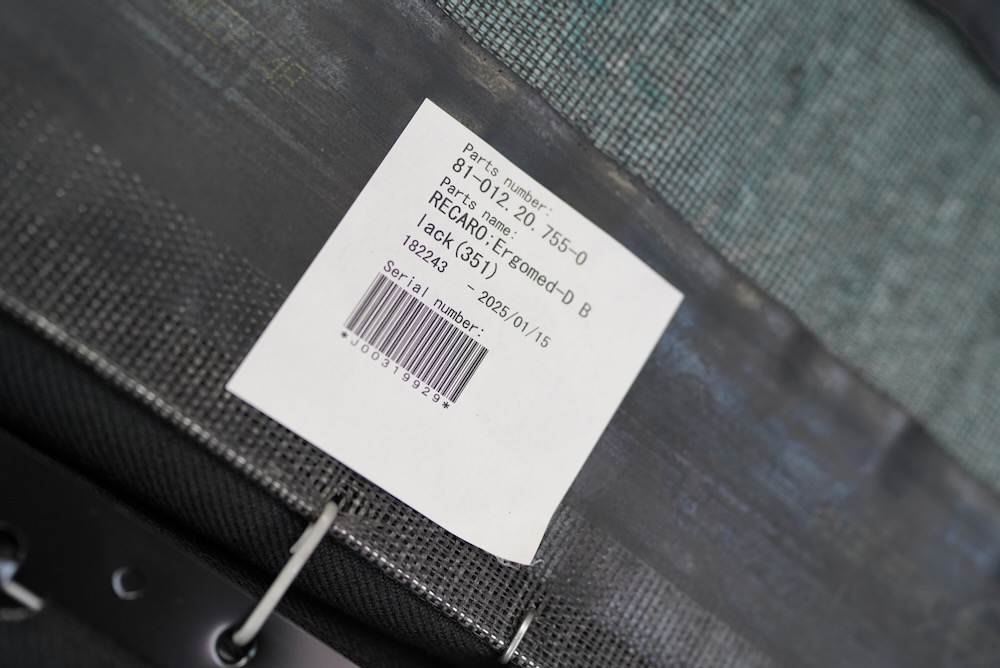 Parts number:
81-012.20.755-0
Parts name:
RECARO;Ergomed-D B
lack(351)
182243 - 2025/01/15
Serial number:
*J00319929*